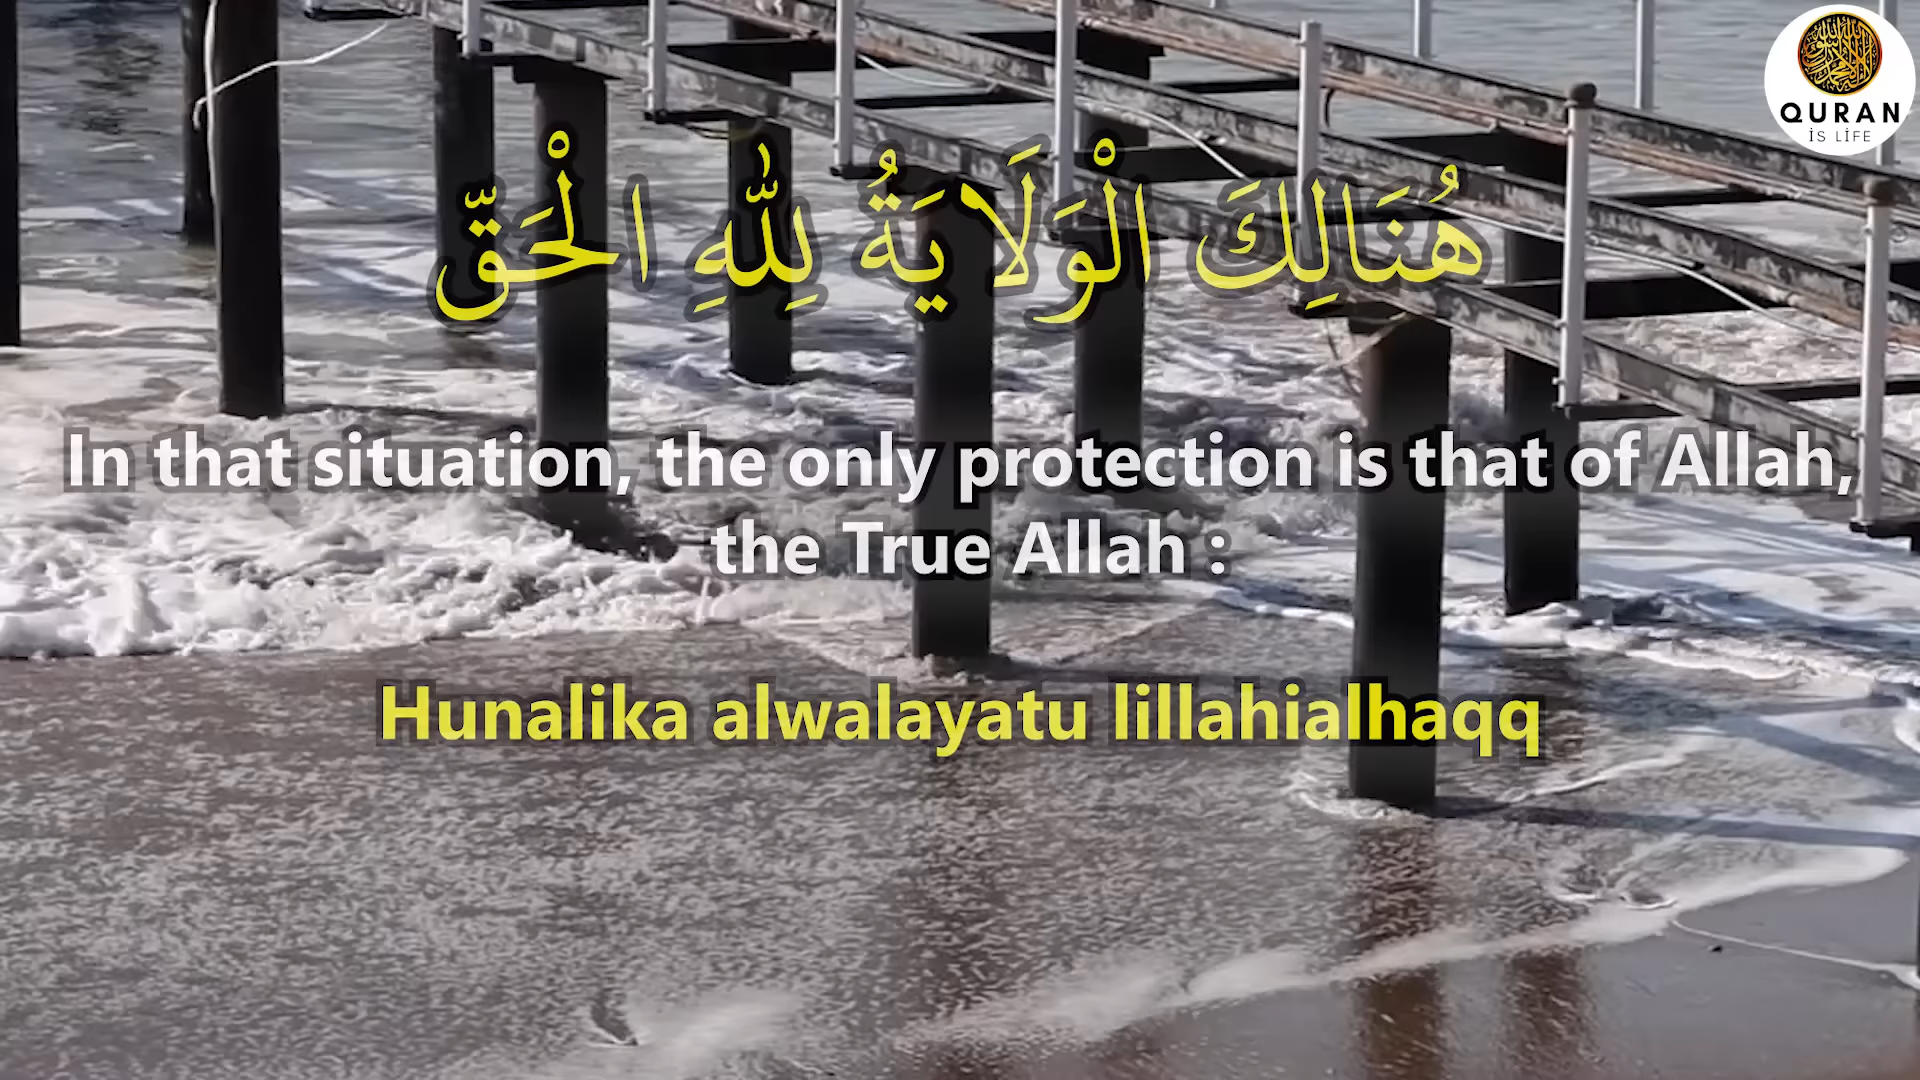 QURAN
İS LİFE
هُنَالِكَ الْوَلَايَةُ لِلَّهِ الْحَقِّ
In that situation, the only protection is that of Allah,
the True Allah :
Hunalika alwalayatu lillahialhaqq